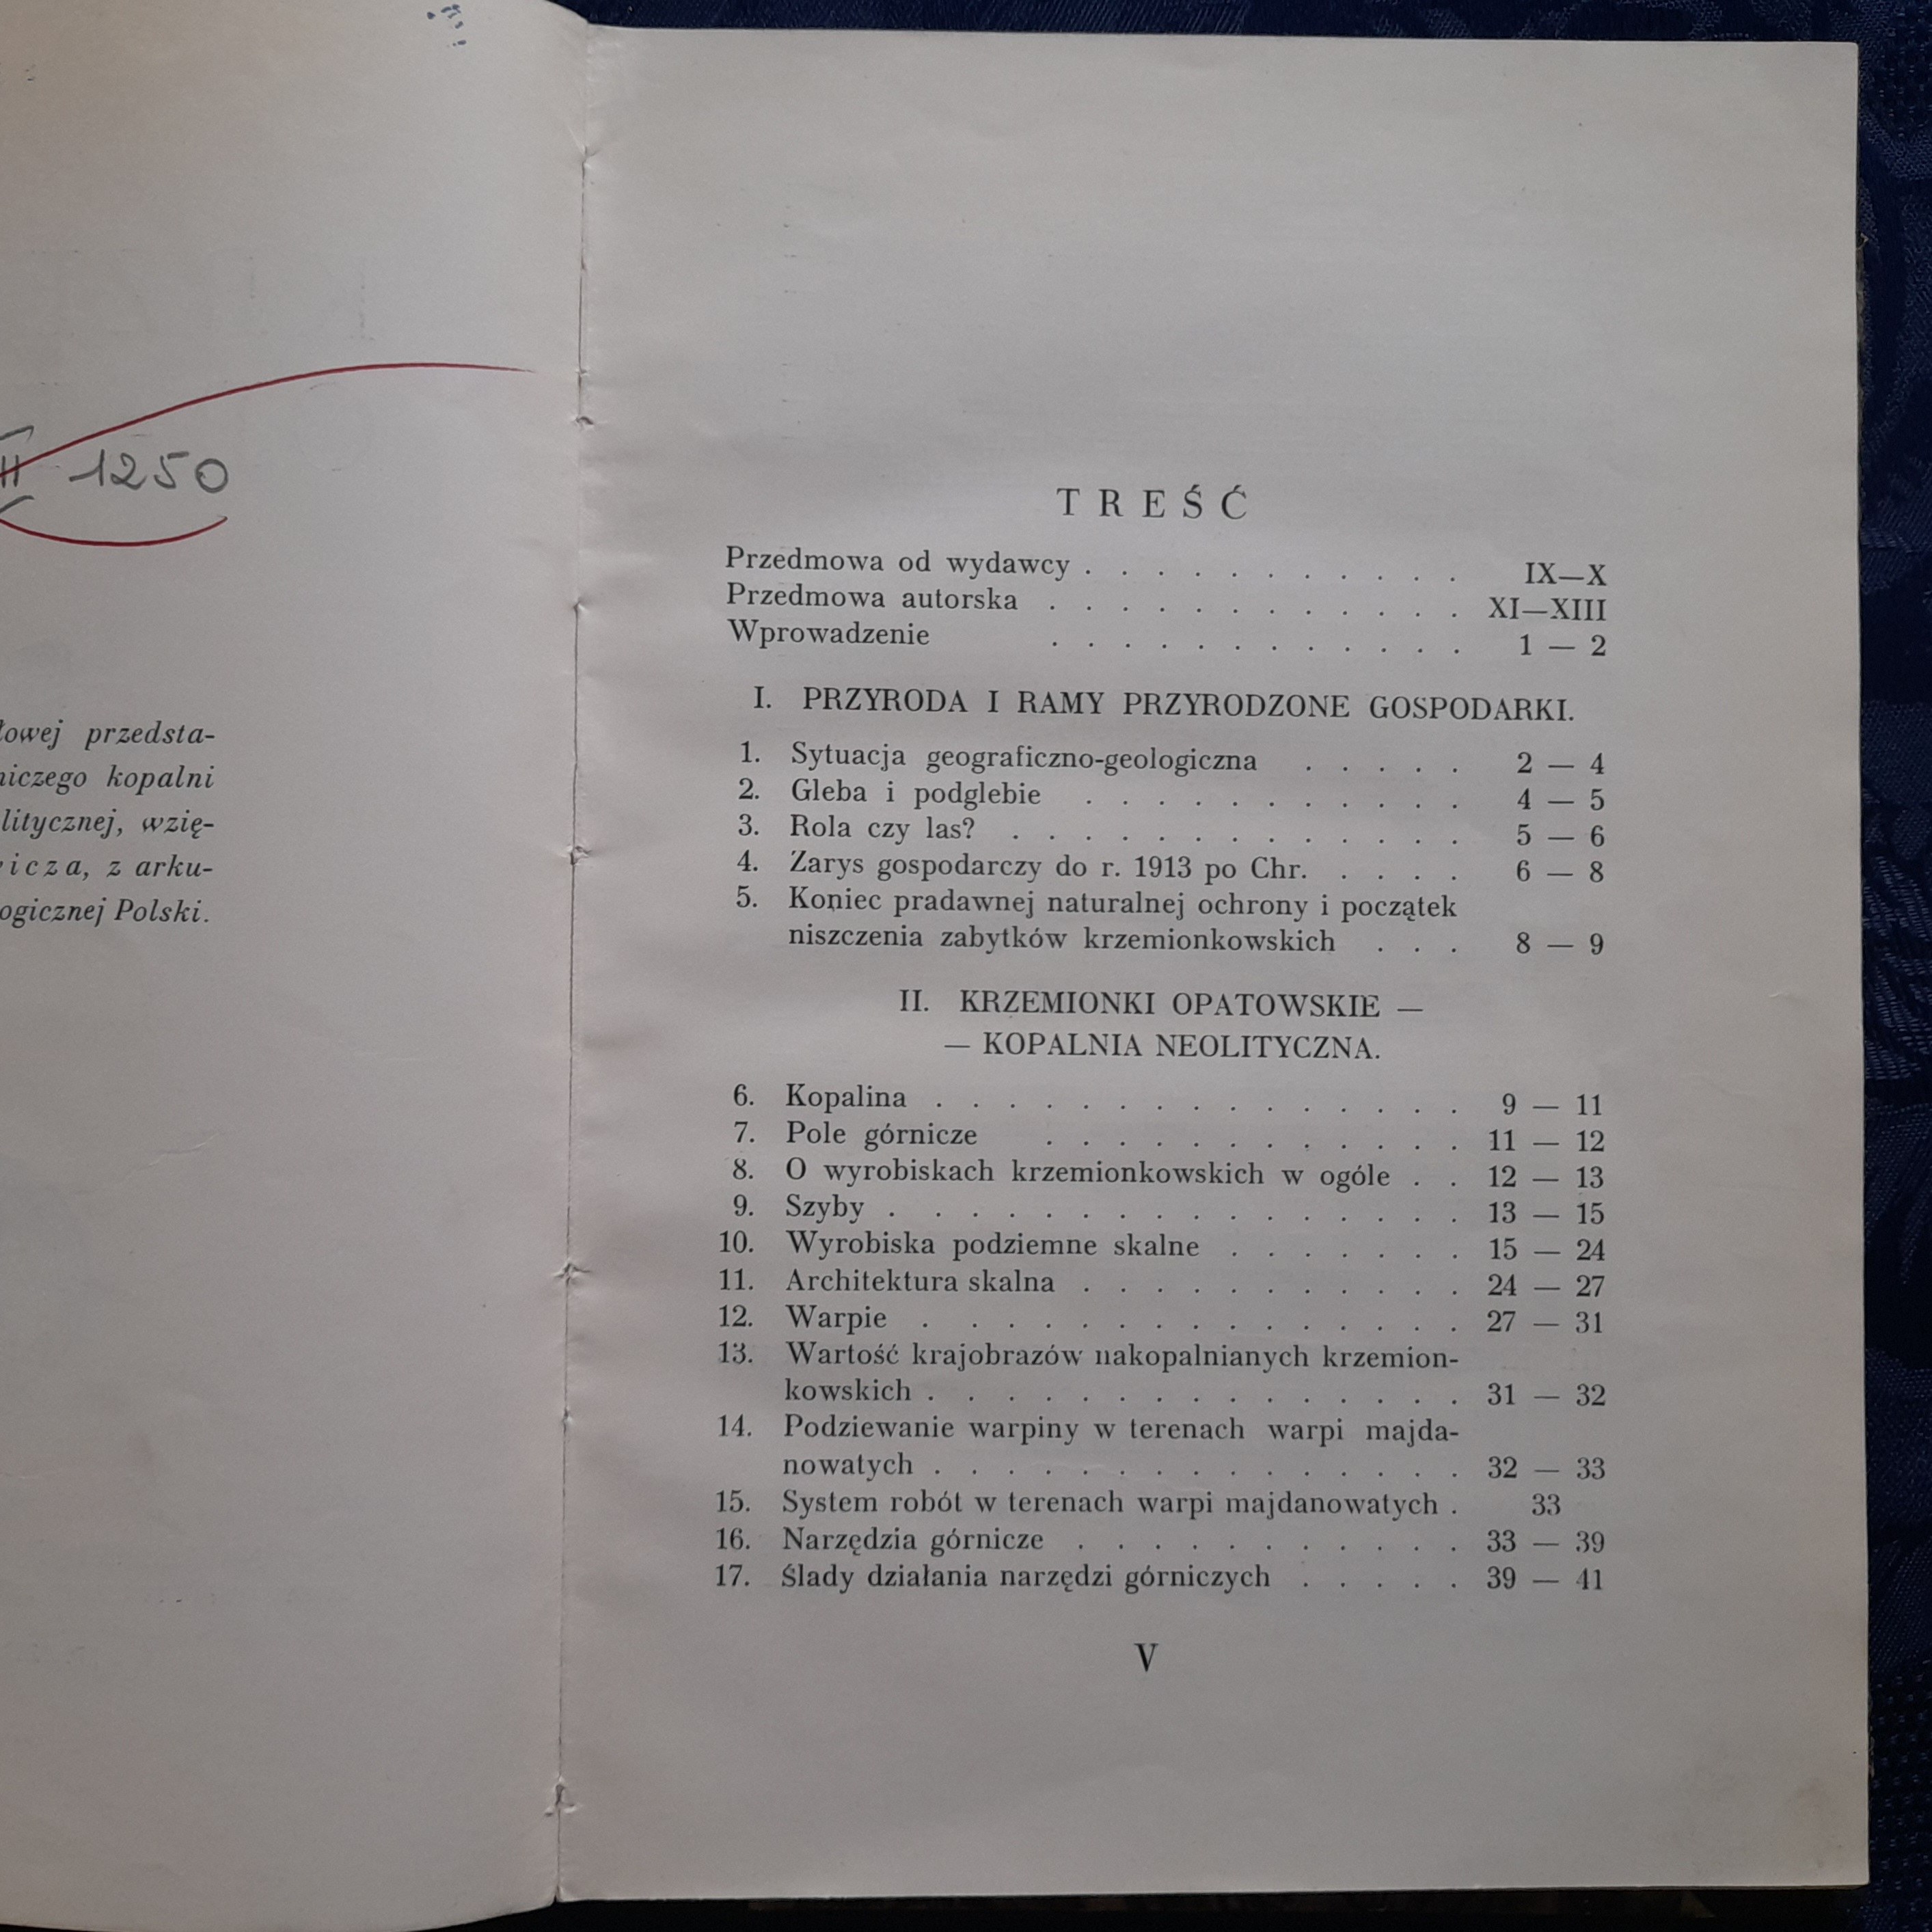 II 1250
przedsta-
kopalni
wzię-
z arku-
Polski.
TREŚĆ
Przedmowa od wydawcy . . . . . . . . . . . IX—X
Przedmowa autorska . . . . . . . . . . . . XI—XIII
Wprowadzenie . . . . . . . . . . . . 1 — 2
I. PRZYRODA I RAMY PRZYRODZONE GOSPODARKI.
1. Sytuacja geograficzno-geologiczna . . . . . 2 — 4
2. Gleba i podglebie . . . . . . . . . . . 4 — 5
3. Rola czy las? . . . . . . . . . . . . . 5 — 6
4. Zarys gospodarczy do r. 1913 po Chr. . . . . 6 — 8
5. Koniec pradawnej naturalnej ochrony i początek
niszczenia zabytków krzemionkowskich . . . 8 — 9
II. KRZEMIONKI OPATOWSKIE —
— KOPALNIA NEOLITYCZNA.
6. Kopalina . . . . . . . . . . . . . . . 9 — 11
7. Pole górnicze . . . . . . . . . . . . 11 — 12
8. O wyrobiskach krzemionkowskich w ogóle . . 12 — 13
9. Szyby . . . . . . . . . . . . . . . . 13 — 15
10. Wyrobiska podziemne skalne . . . . . . . 15 — 24
11. Architektura skalna . . . . . . . . . . . 24 — 27
12. Warpie . . . . . . . . . . . . . . . 27 — 31
13. Wartość krajobrazów nakopalnianych krzemion-
kowskich . . . . . . . . . . . . . . . 31 — 32
14. Podziewanie warpiny w terenach warpi majda-
nowatych . . . . . . . . . . . . . . . 32 — 33
15. System robót w terenach warpi majdanowatych . 33
16. Narzędzia górnicze . . . . . . . . . . . 33 — 39
17. Ślady działania narzędzi górniczych . . . . . 39 — 41
V